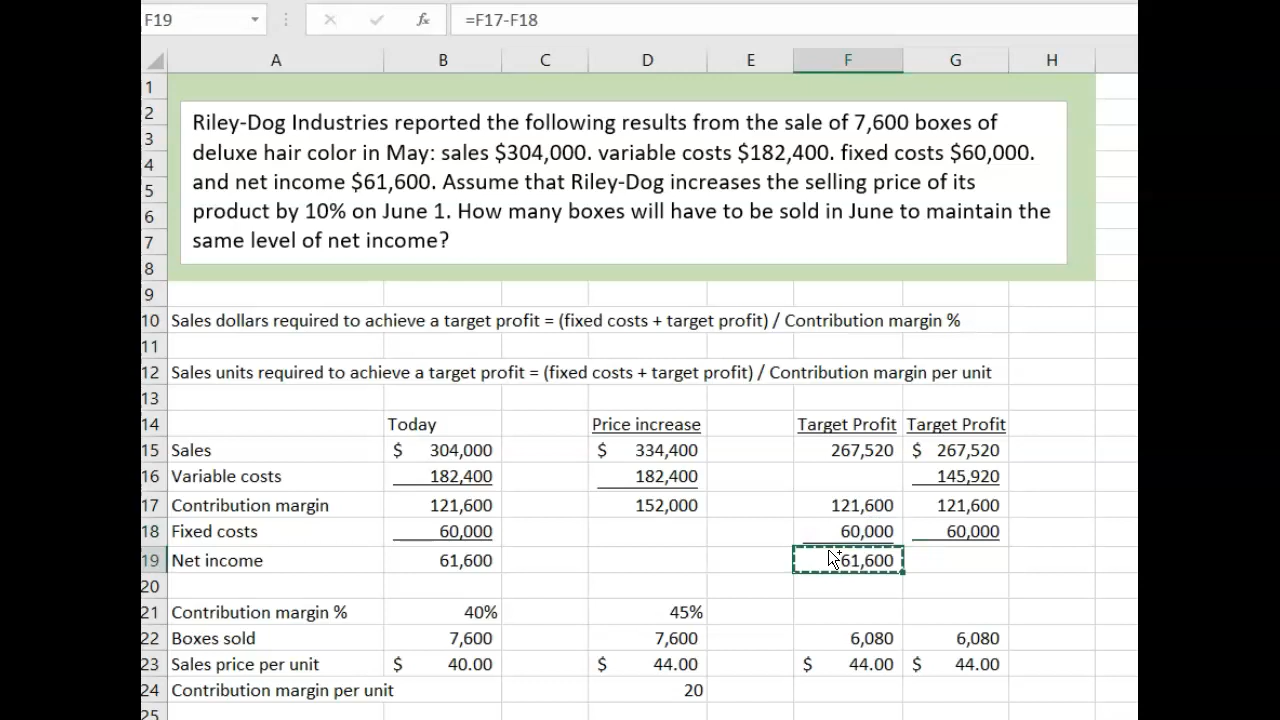 F19 fx =F17-F18
A B C D E F G H
1
2
3
4
5
6
7
8
Riley-Dog Industries reported the following results from the sale of 7,600 boxes of
deluxe hair color in May: sales $304,000. variable costs $182,400. fixed costs $60,000.
and net income $61,600. Assume that Riley-Dog increases the selling price of its
product by 10% on June 1. How many boxes will have to be sold in June to maintain the
same level of net income?
9
10 Sales dollars required to achieve a target profit = (fixed costs + target profit) / Contribution margin %
11
12 Sales units required to achieve a target profit = (fixed costs + target profit) / Contribution margin per unit
13
14 Today Price increase Target Profit Target Profit
15 Sales $ 304,000 $ 334,400 267,520 $ 267,520
16 Variable costs 182,400 182,400 145,920
17 Contribution margin 121,600 152,000 121,600 121,600
18 Fixed costs 60,000 60,000 60,000
19 Net income 61,600 61,600
20
21 Contribution margin % 40% 45%
22 Boxes sold 7,600 7,600 6,080 6,080
23 Sales price per unit $ 40.00 $ 44.00 $ 44.00 $ 44.00
24 Contribution margin per unit 20
25